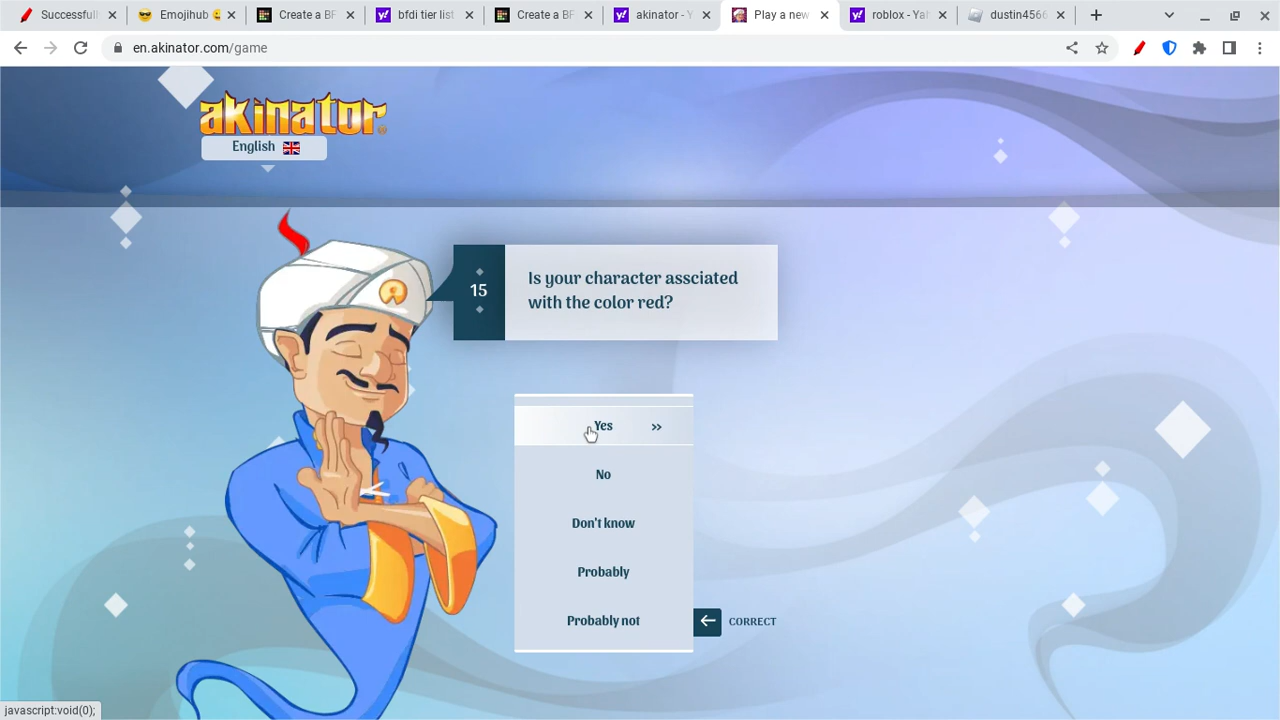 Successfull
Emojihub
Create a BF
bfdi tier list
Create a BF
akinator - Y
Play a new
roblox - Ya
dustin4566
en.akinator.com/game
akinator
English
15
Is your character assciated
with the color red?
Yes
No
Don't know
Probably
Probably not
CORRECT
javascript:void(0);